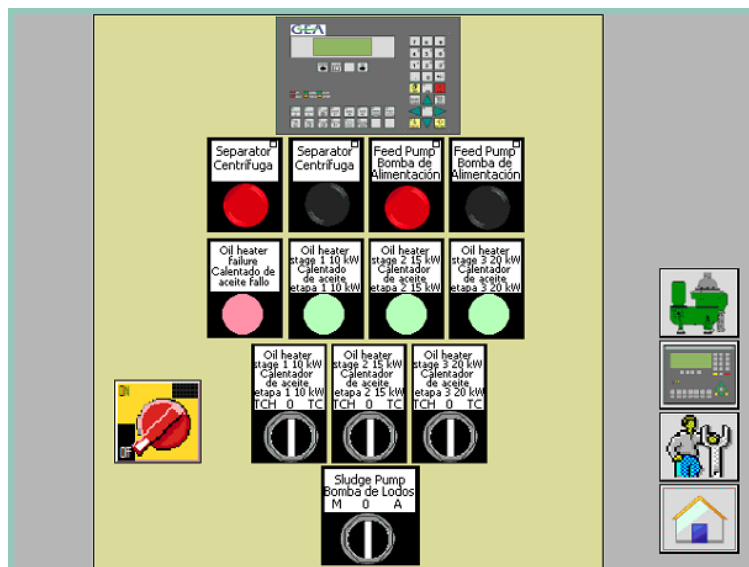 GEA
Separator
Centrífuga
Separator
Centrífuga
Feed Pump
Bomba de
Alimentación
Feed Pump
Bomba de
Alimentación
Oil heater
Failure
Calentado de
aceite fallo
Oil heater
stage 1 10 kW
Calentador
de aceite
etapa 1 10 kW
Oil heater
stage 2 15 kW
Calentador
de aceite
etapa 2 15 kW
Oil heater
stage 3 20 kW
Calentador
de aceite
etapa 3 20 kW
Oil heater
stage 1 10 kW
Calentador
de aceite
etapa 1 10 kW
TCH 0 TC
Oil heater
stage 2 15 kW
Calentador
de aceite
etapa 2 15 kW
TCH 0 TC
Oil heater
stage 3 20 kW
Calentador
de aceite
etapa 3 20 kW
TCH 0 TC
ON
OF
Sludge Pump
Bomba de Lodos
M 0 A